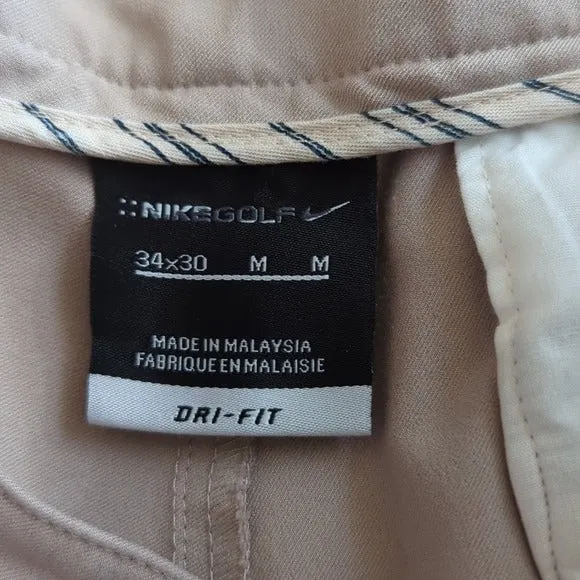 NIKEGOLF
34x30 M M
MADE IN MALAYSIA
FABRIQUE EN MALAISIE
DRI-FIT